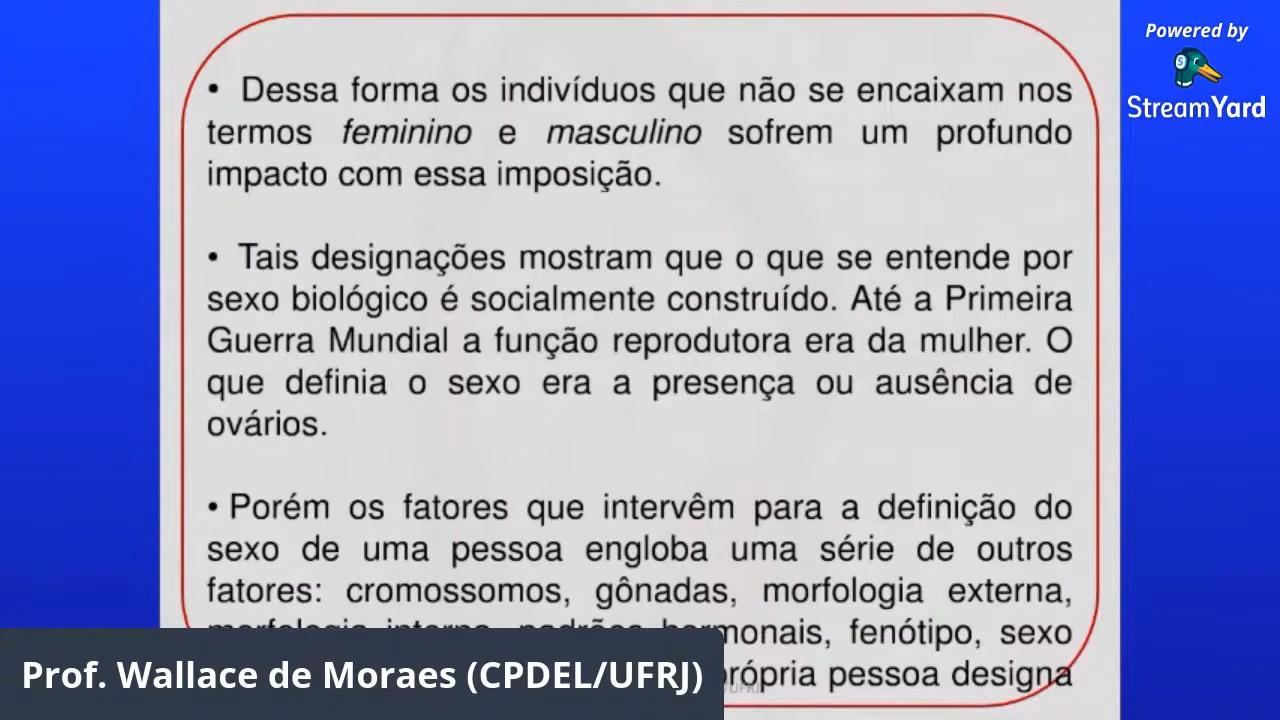 Powered by
StreamYard
• Dessa forma os indivíduos que não se encaixam nos
termos feminino e masculino sofrem um profundo
impacto com essa imposição.
• Tais designações mostram que o que se entende por
sexo biológico é socialmente construído. Até a Primeira
Guerra Mundial a função reprodutora era da mulher. O
que definia o sexo era a presença ou ausência de
ovários.
• Porém os fatores que intervêm para a definição do
sexo de uma pessoa engloba uma série de outros
fatores: cromossomos, gônadas, morfologia externa,
morfologia interna, padrões hormonais, fenótipo, sexo
própria pessoa designa
Prof. Wallace de Moraes (CPDEL/UFRJ)